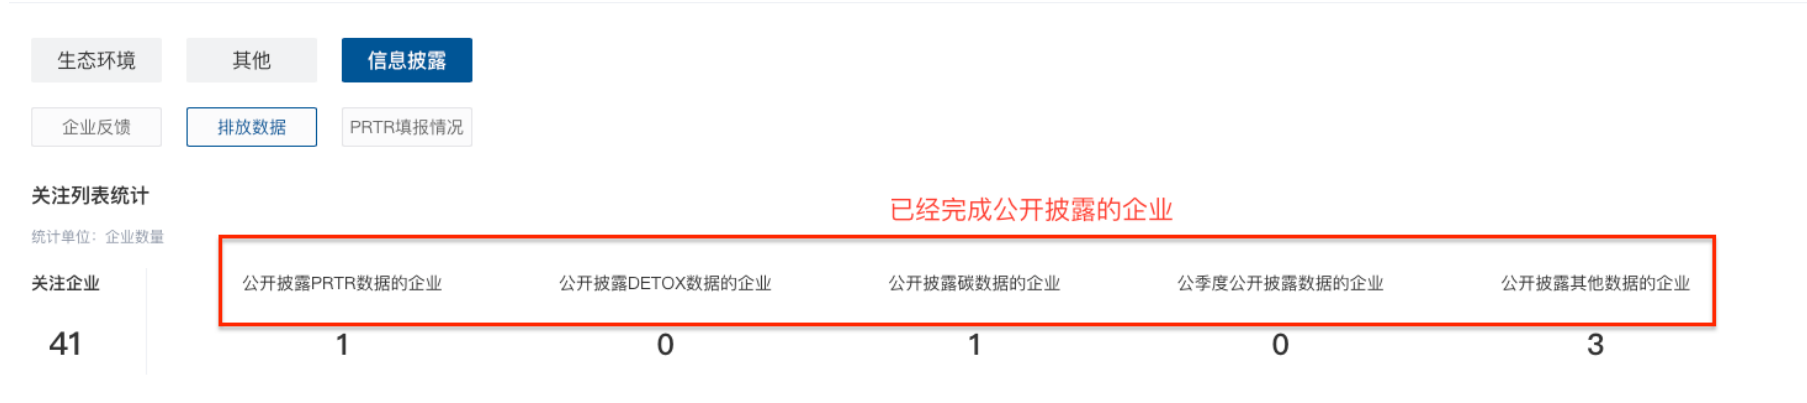 生态环境 其他 信息披露
企业反馈 排放数据 PRTR填报情况
关注列表统计
已经完成公开披露的企业
统计单位：企业数量
关注企业 公开披露PRTR数据的企业 公开披露DETOX数据的企业 公开披露碳数据的企业 公季度公开披露数据的企业 公开披露其他数据的企业
41 1 0 1 0 3